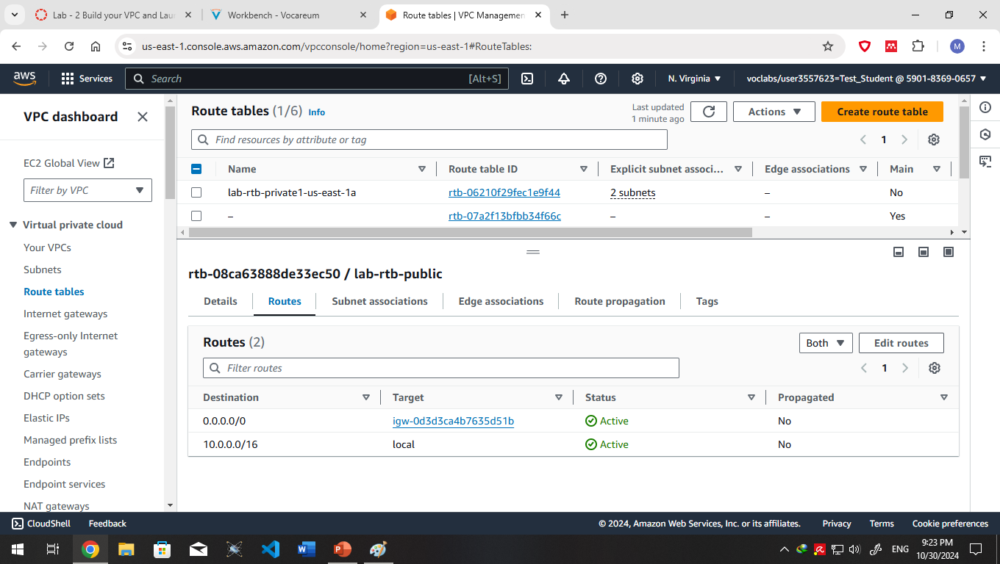 Lab - 2 Build your VPC and Lau
Workbench - Vocareum
Route tables | VPC Managemen
us-east-1.console.aws.amazon.com/vpcconsole/home?region=us-east-1#RouteTables:
M
aws
Services
Search
[Alt+S]
N. Virginia
voclabs/user3557623=Test_Student @ 5901-8369-0657
VPC dashboard
EC2 Global View
Filter by VPC
Virtual private cloud
Your VPCs
Subnets
Route tables
Internet gateways
Egress-only Internet
gateways
Carrier gateways
DHCP option sets
Elastic IPs
Managed prefix lists
Endpoints
Endpoint services
NAT gateways
Route tables (1/6) Info
Last updated
1 minute ago
Actions
Create route table
Find resources by attribute or tag
1
Name Route table ID Explicit subnet associ... Edge associations Main
lab-rtb-private1-us-east-1a rtb-06210f29fec1e9f44 2 subnets – No
– rtb-07a2f13bfbb34f66c – – Yes
rtb-08ca63888de33ec50 / lab-rtb-public
Details Routes Subnet associations Edge associations Route propagation Tags
Routes (2)
Both
Edit routes
Filter routes
1
Destination Target Status Propagated
0.0.0.0/0 igw-0d3d3ca4b7635d51b Active No
10.0.0.0/16 local Active No
CloudShell Feedback
© 2024, Amazon Web Services, Inc. or its affiliates. Privacy Terms Cookie preferences
ENG
9:23 PM
10/30/2024